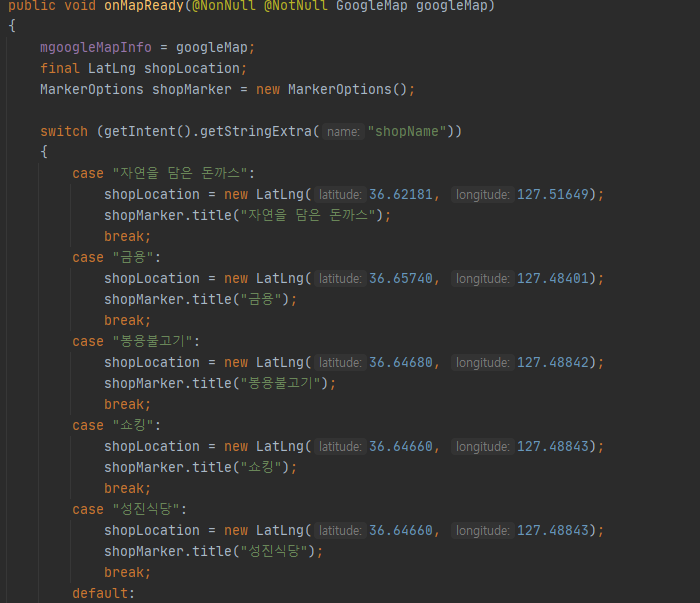 public void onMapReady(@NonNull @NotNull GoogleMap googleMap)
{
mgoogleMapInfo = googleMap;
final LatLng shopLocation;
MarkerOptions shopMarker = new MarkerOptions();
switch (getIntent().getStringExtra( name: "shopName"))
{
case "자연을 담은 돈까스":
shopLocation = new LatLng( latitude: 36.62181, longitude: 127.51649);
shopMarker.title("자연을 담은 돈까스");
break;
case "금용":
shopLocation = new LatLng( latitude: 36.65740, longitude: 127.48401);
shopMarker.title("금용");
break;
case "봉용불고기":
shopLocation = new LatLng( latitude: 36.64680, longitude: 127.48842);
shopMarker.title("봉용불고기");
break;
case "쇼킹":
shopLocation = new LatLng( latitude: 36.64660, longitude: 127.48843);
shopMarker.title("쇼킹");
break;
case "성진식당":
shopLocation = new LatLng( latitude: 36.64660, longitude: 127.48843);
shopMarker.title("성진식당");
break;
default: